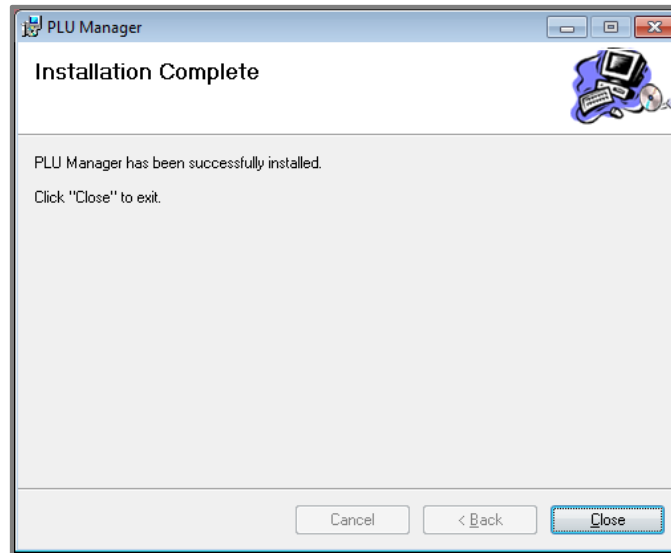 PLU Manager
Installation Complete
PLU Manager has been successfully installed.
Click "Close" to exit.
Cancel
< Back
Close